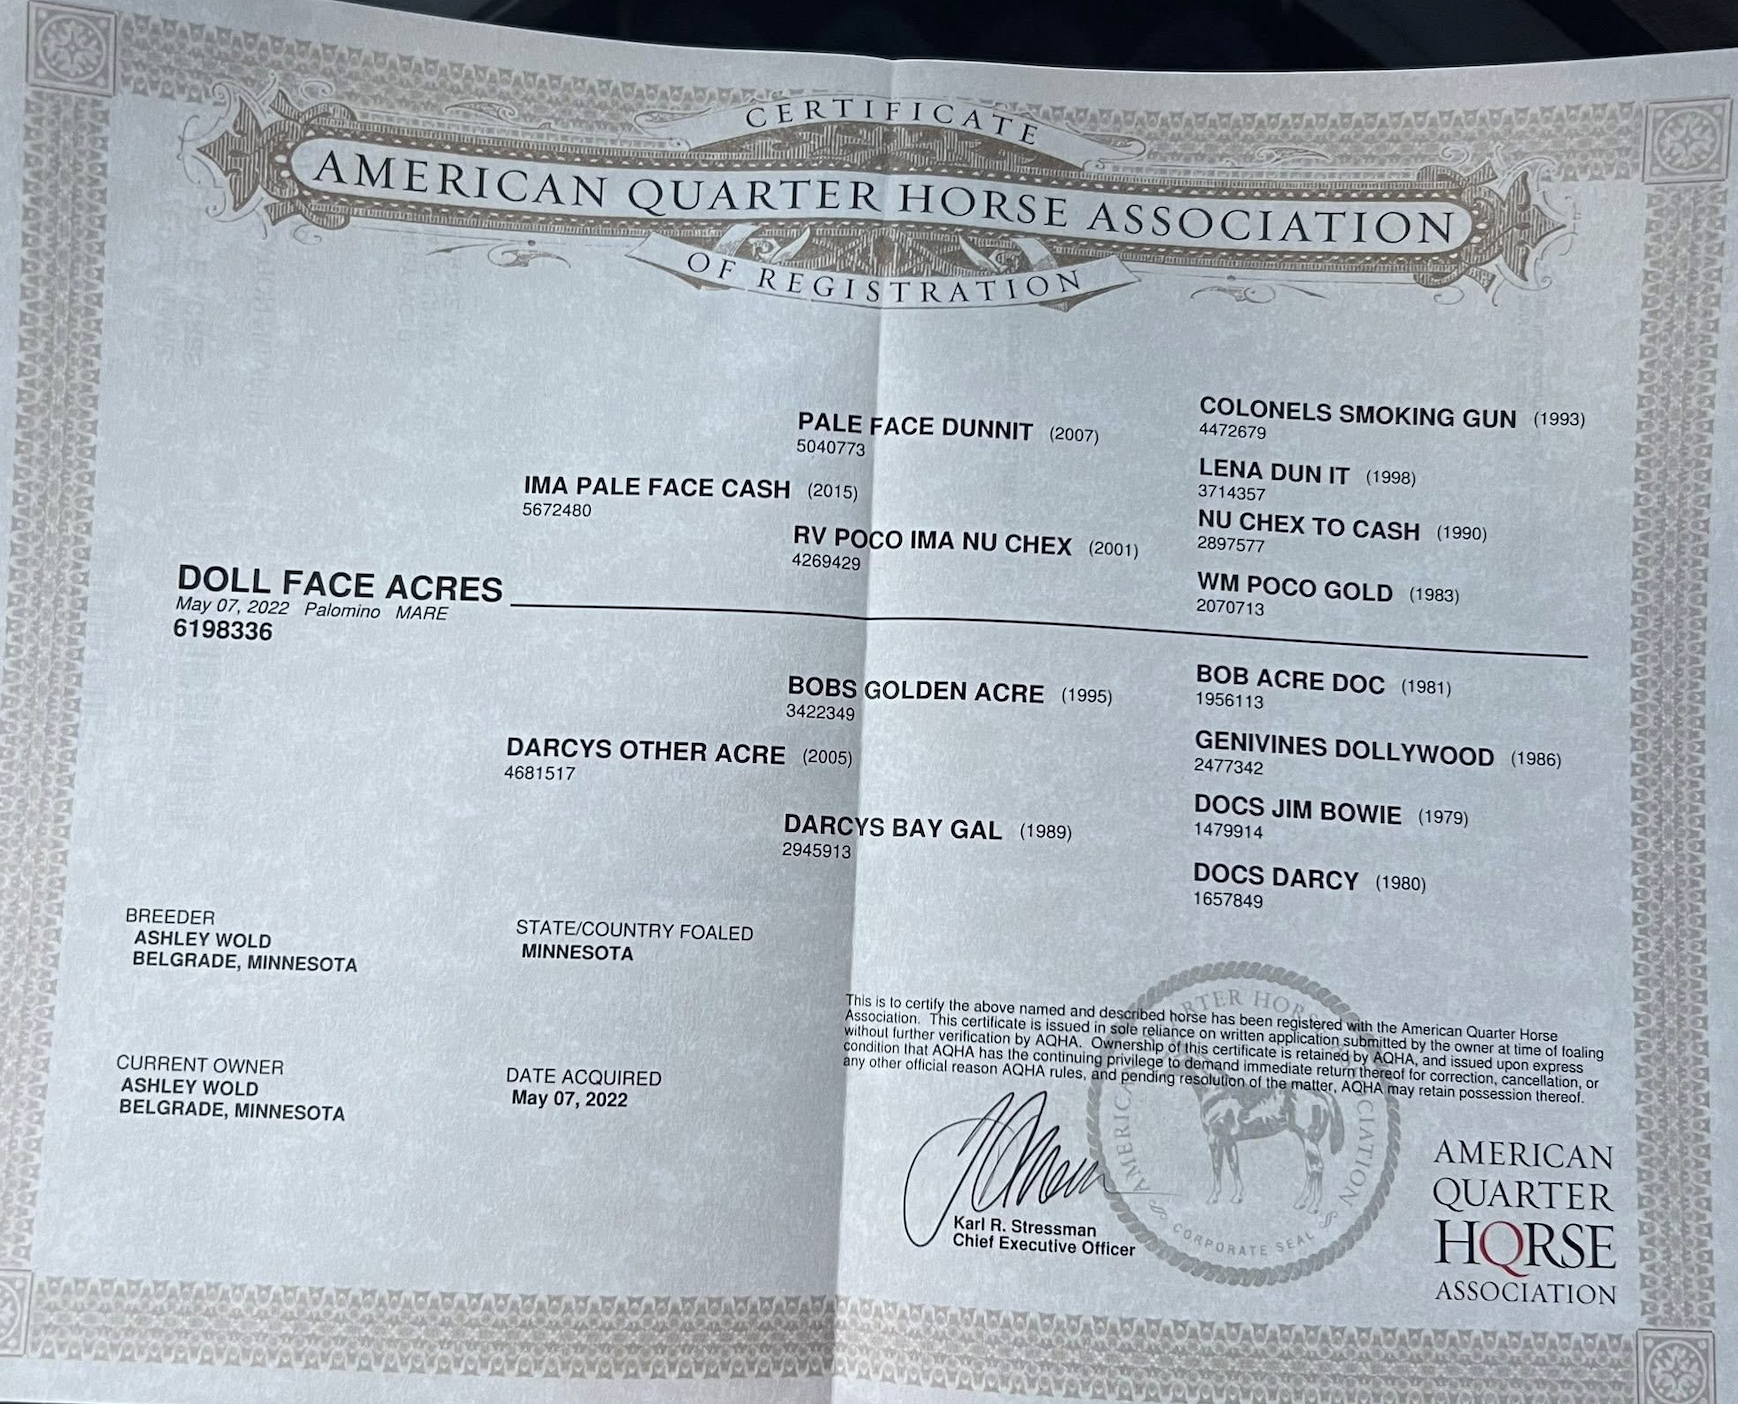 CERTIFICATE
AMERICAN QUARTER HORSE ASSOCIATION
OF REGISTRATION
COLONELS SMOKING GUN (1993)
4472679
PALE FACE DUNNIT (2007)
5040773
LENA DUN IT (1998)
3714357
IMA PALE FACE CASH (2015)
5672480
NU CHEX TO CASH (1990)
2897577
RV POCO IMA NU CHEX (2001)
4269429
WM POCO GOLD (1983)
2070713
DOLL FACE ACRES
May 07, 2022 Palomino MARE
6198336
BOB ACRE DOC (1981)
1956113
BOBS GOLDEN ACRE (1995)
3422349
GENIVINES DOLLYWOOD (1986)
2477342
DARCYS OTHER ACRE (2005)
4681517
DOCS JIM BOWIE (1979)
1479914
DARCYS BAY GAL (1989)
2945913
DOCS DARCY (1980)
1657849
BREEDER
ASHLEY WOLD
BELGRADE, MINNESOTA
STATE/COUNTRY FOALED
MINNESOTA
CURRENT OWNER
ASHLEY WOLD
BELGRADE, MINNESOTA
DATE ACQUIRED
May 07, 2022
This is to certify the above named and described horse has been registered with the American Quarter Horse
Association. This certificate is issued in sole reliance on written application submitted by the owner at time of foaling
without further verification by AQHA. Ownership of this certificate is retained by AQHA, and issued upon express
condition that AQHA has the continuing privilege to demand immediate return thereof for correction, cancellation, or
any other official reason AQHA rules, and pending resolution of the matter, AQHA may retain possession thereof.
Karl R. Stressman
Chief Executive Officer
CORPORATE SEAL
AMERICAN
QUARTER
HORSE
ASSOCIATION